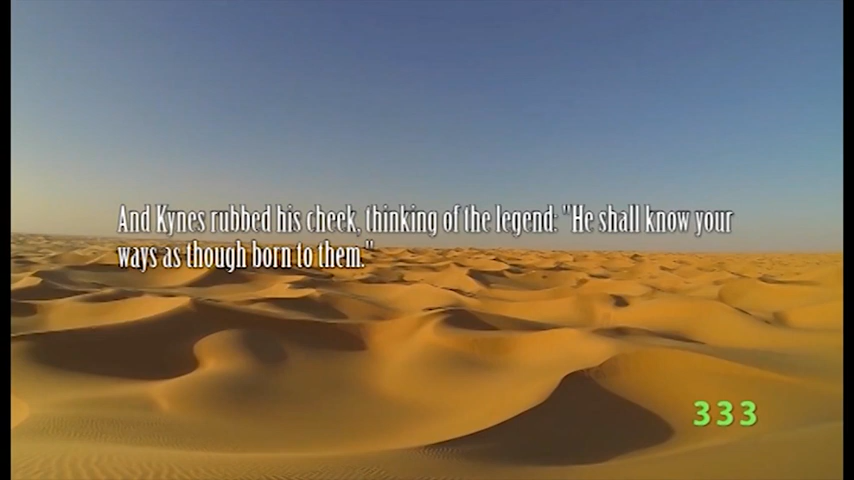 And Kynes rubbed his cheek, thinking of the legend: "He shall know your
ways as though born to them."
333